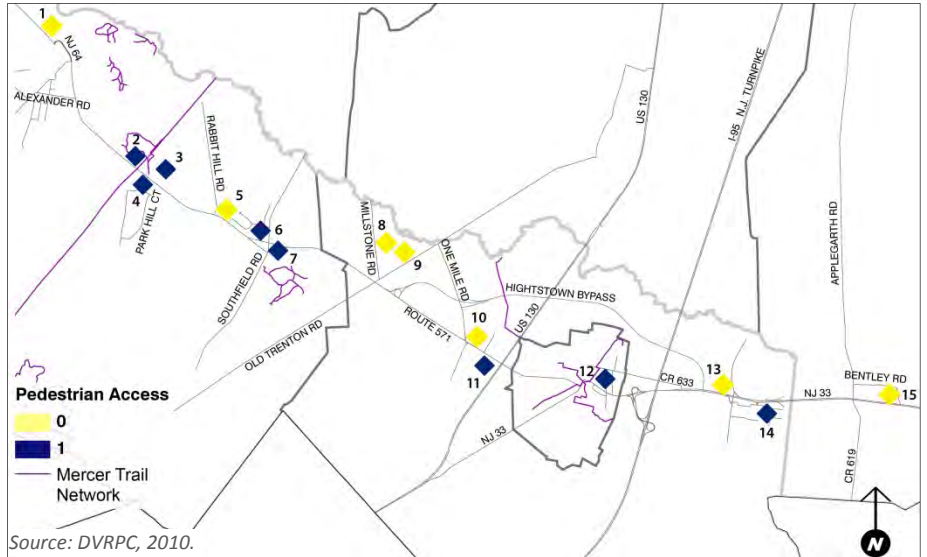 1
NJ 64
ALEXANDER RD
2
3
4
PARK HILL CT
RABBIT HILL RD
5
6
7
SOUTHFIELD RD
OLD TRENTON RD
MILLSTONE RD
8
9
ONE MILE RD
ROUTE 571
10
11
HIGHTSTOWN BYPASS
US 130
US 130
I-95 N.J. TURNPIKE
APPLEGARTH RD
12
CR 633
13
14
NJ 33
NJ 33
BENTLEY RD
15
CR 619
Pedestrian Access
0
1
Mercer Trail
Network
Source: DVRPC, 2010.
N